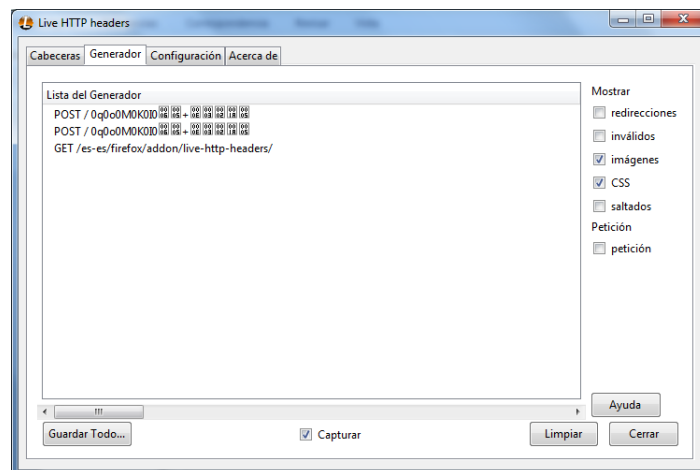 Live HTTP headers
Cabeceras Generador Configuración Acerca de
Lista del Generador
POST / 0q0o0M0K0I0 +
POST / 0q0o0M0K0I0 +
GET /es-es/firefox/addon/live-http-headers/
Mostrar
redirecciones
inválidos
imágenes
CSS
saltados
Petición
petición
Ayuda
Guardar Todo... Capturar Limpiar Cerrar